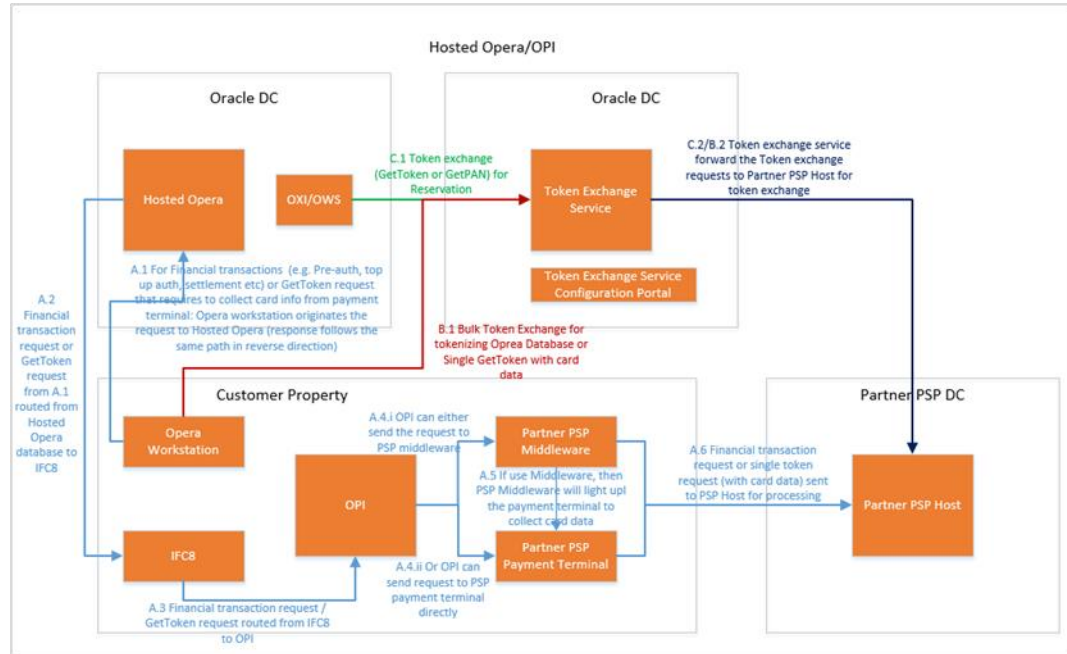 Hosted Opera/OPI
Oracle DC
Oracle DC
Hosted Opera
OXI/OWS
C.1 Token exchange
(GetToken or GetPAN) for
Reservation
Token Exchange
Service
C.2/B.2 Token exchange service
forward the Token exchange
requests to Partner PSP Host for
token exchange
Token Exchange Service
Configuration Portal
A.1 For Financial transactions (e.g. Pre-auth, top
up auth, settlement etc) or GetToken request
that requires to collect card info from payment
terminal: Opera workstation originates the
request to Hosted Opera (response follows the
same path in reverse direction)
A.2
Financial
transaction
request or
GetToken
request
from A.1
routed from
Hosted
Opera
database to
IFC8
B.1 Bulk Token Exchange for
tokenizing Oprea Database or
Single GetToken with card
data
Customer Property
Partner PSP DC
Opera
Workstation
A.4.i OPI can either
send the request to
PSP middleware
Partner PSP
Middleware
A.5 If use Middleware, then
PSP Middleware will light upl
the payment terminal to
collect card data
A.6 Financial transaction
request or single token
request (with card data) sent
to PSP Host for processing
OPI
Partner PSP Host
IFC8
Partner PSP
Payment Terminal
A.4.ii Or OPI can
send request to PSP
payment terminal
directly
A.3 Financial transaction request /
GetToken request routed from IFC8
to OPI